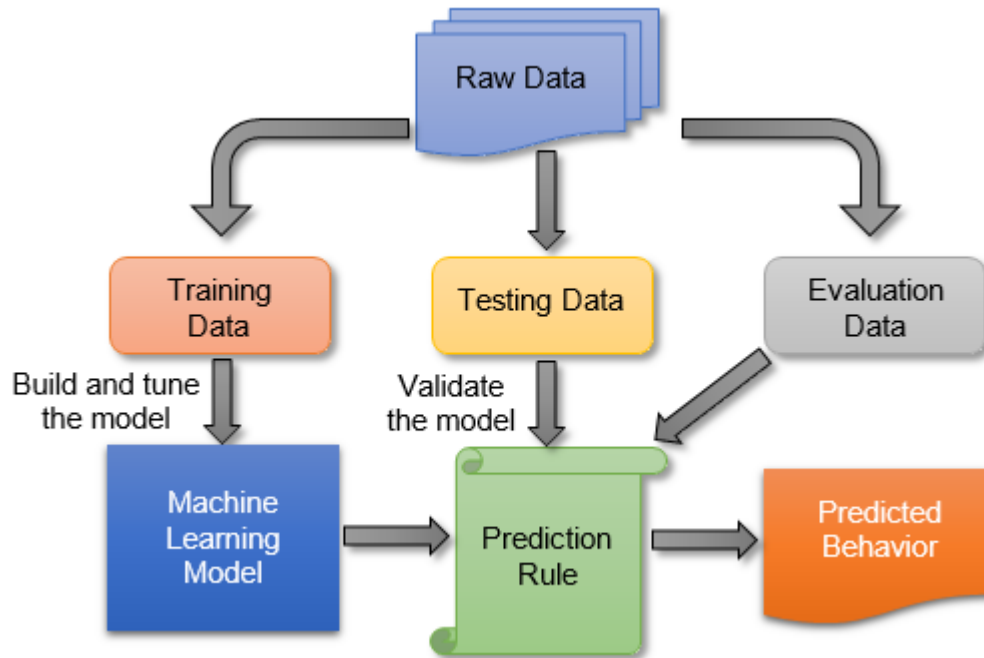 Raw Data
Training
Data
Testing Data
Evaluation
Data
Build and tune
the model
Validate
the model
Machine
Learning
Model
Prediction
Rule
Predicted
Behavior